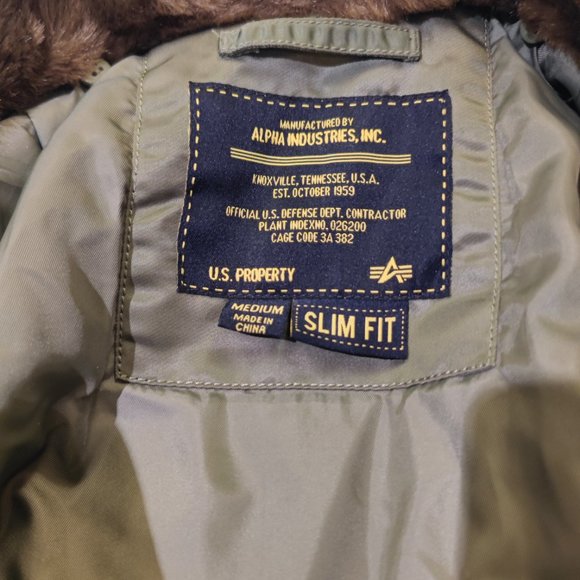 MANUFACTURED BY
ALPHA INDUSTRIES, INC.
KNOXVILLE, TENNESSEE, U.S.A.
EST. OCTOBER 1959
OFFICIAL U.S. DEFENSE DEPT. CONTRACTOR
PLANT INDEXNO. 026200
CAGE CODE 3A 382
U.S. PROPERTY
MEDIUM
MADE IN
CHINA
SLIM FIT